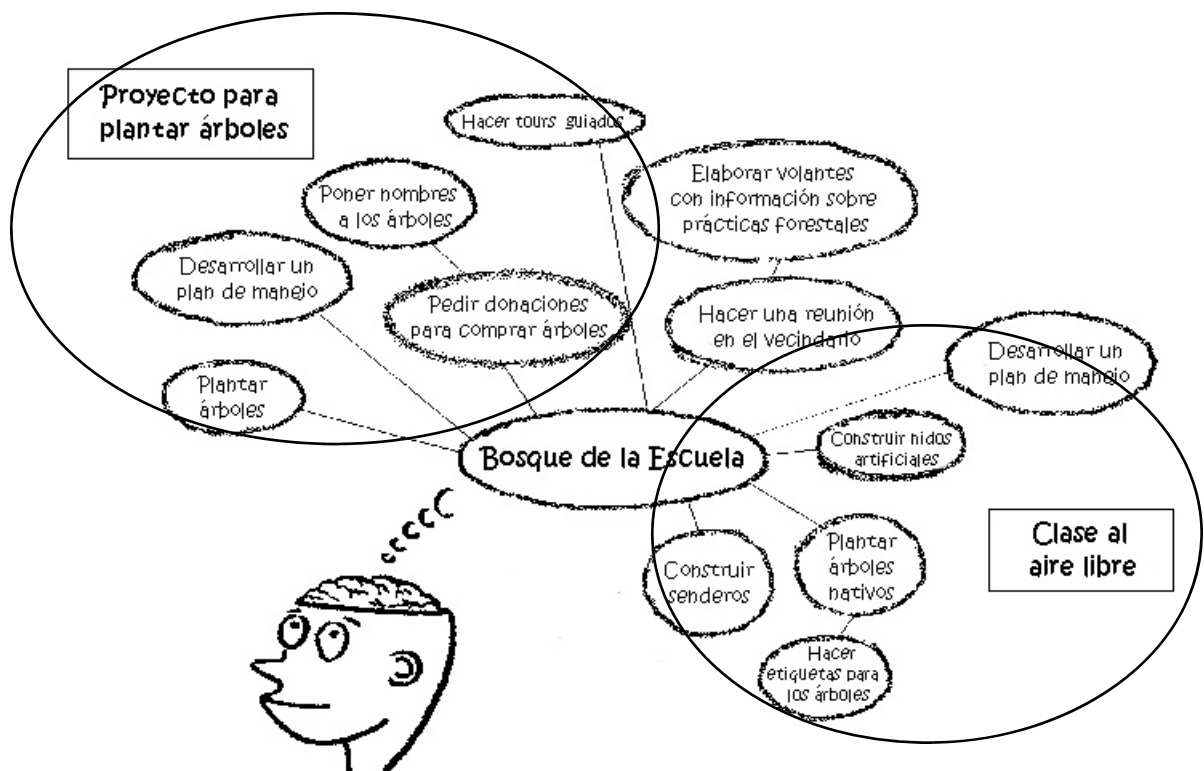 Proyecto para
plantar árboles
Hacer tours guiados
Poner nombres
a los árboles
Elaborar volantes
con información sobre
prácticas forestales
Desarrollar un
plan de manejo
Pedir donaciones
para comprar árboles
Hacer una reunión
en el vecindario
Desarrollar un
plan de manejo
Plantar
árboles
Bosque de la Escuela
Construir nidos
artificiales
Construir
senderos
Plantar
árboles
nativos
Clase al
aire libre
Hacer
etiquetas para
los árboles